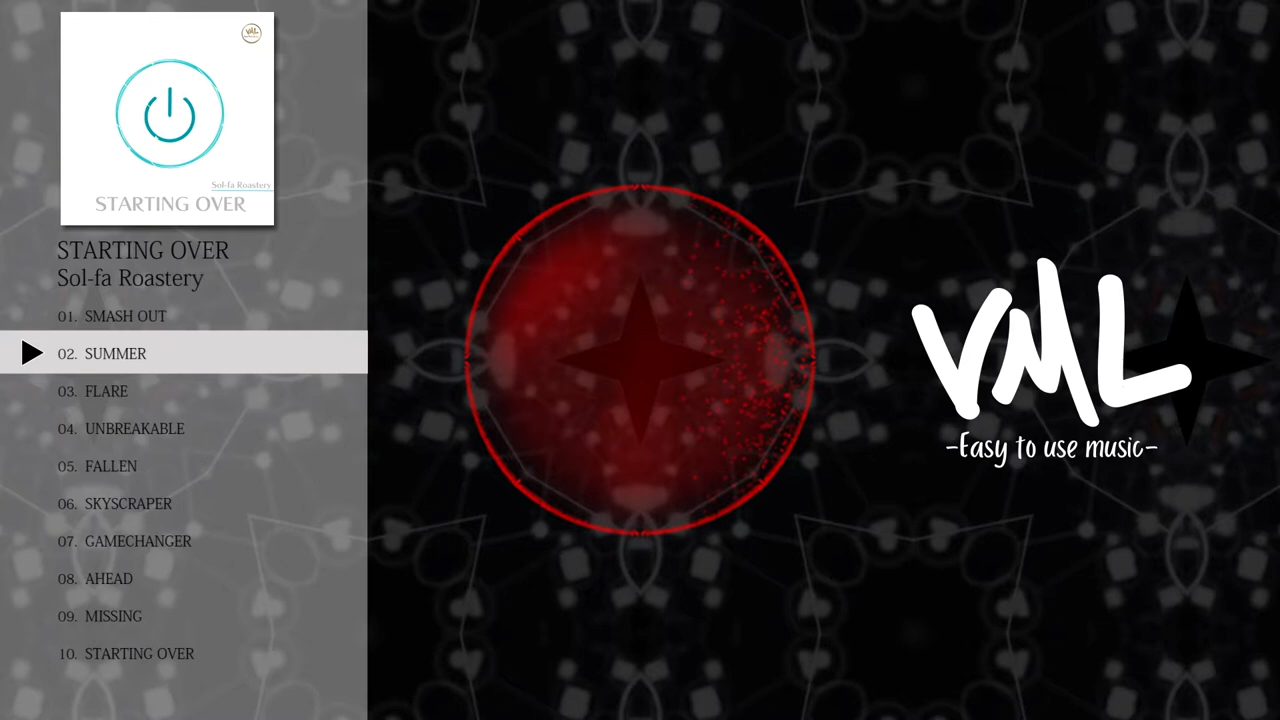 VML
Sol-fa Roastery
STARTING OVER
STARTING OVER
Sol-fa Roastery
01. SMASH OUT
02. SUMMER
03. FLARE
04. UNBREAKABLE
05. FALLEN
06. SKYSCRAPER
07. GAMECHANGER
08. AHEAD
09. MISSING
10. STARTING OVER
VML
-Easy to use music-